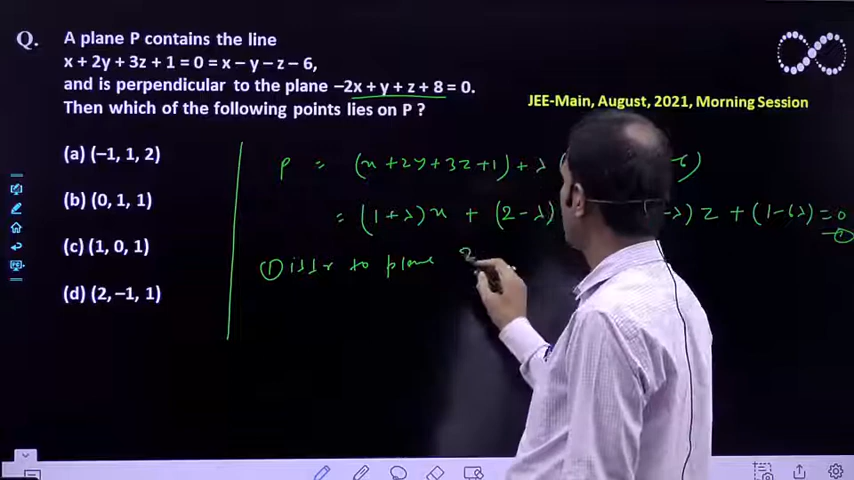 Q. A plane P contains the line
x + 2y + 3z + 1 = 0 = x – y – z – 6,
and is perpendicular to the plane –2x + y + z + 8 = 0.
Then which of the following points lies on P ?
JEE-Main, August, 2021, Morning Session
(a) (–1, 1, 2)
(b) (0, 1, 1)
(c) (1, 0, 1)
(d) (2, –1, 1)
P = (x + 2y + 3z + 1) + λ
= (1+λ)x + (2-λ) -λ) z + (1-6λ) = 0
① to plane